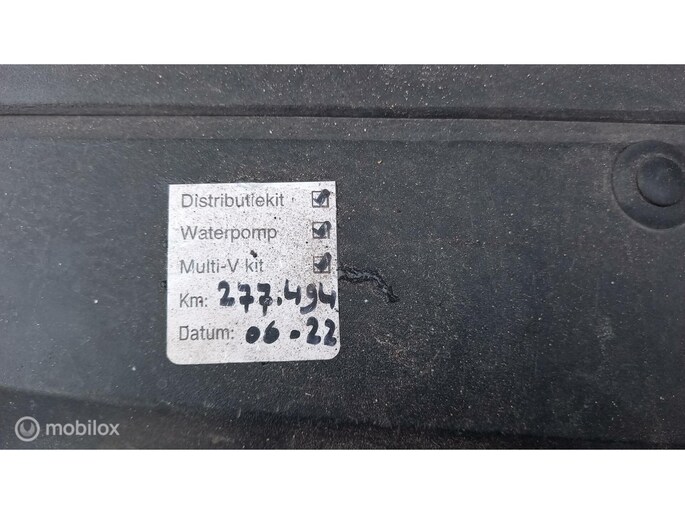 Distributiekit
Waterpomp
Multi-V kit
Km: 277.494
Datum: 06-22
mobilox